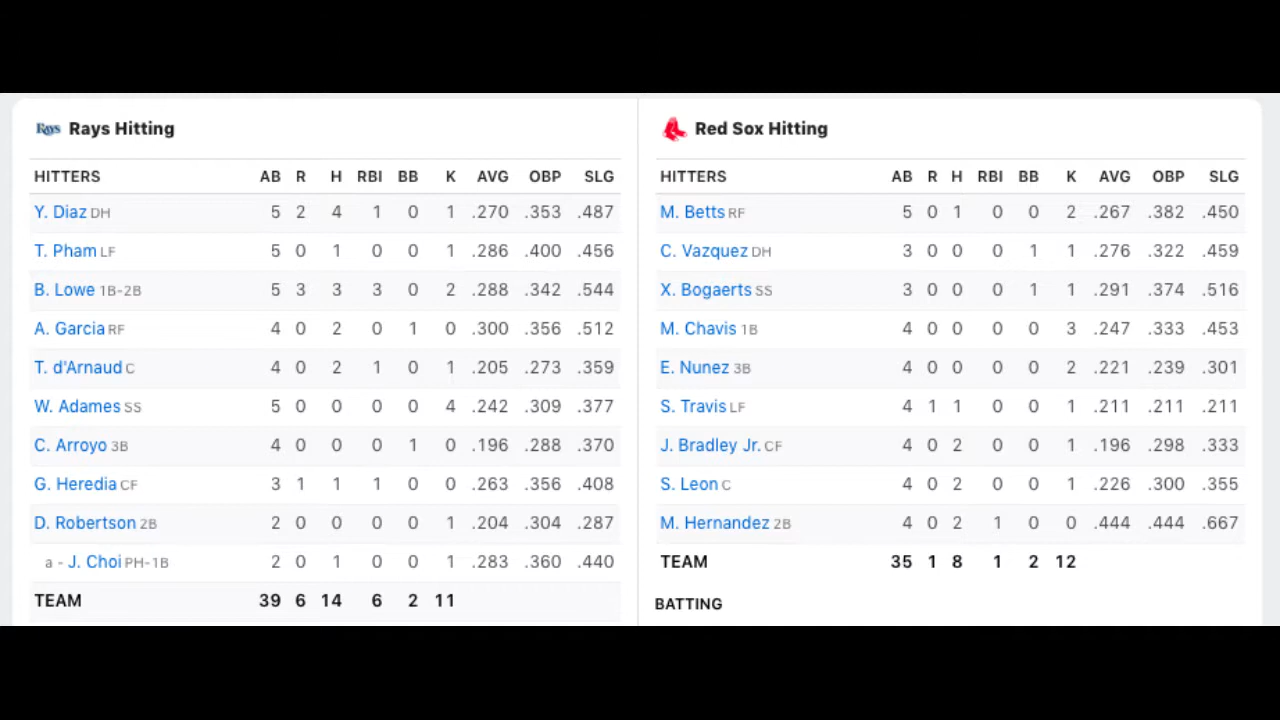 Rays Rays Hitting
HITTERS AB R H RBI BB K AVG OBP SLG
Y. Diaz DH 5 2 4 1 0 1 .270 .353 .487
T. Pham LF 5 0 1 0 0 1 .286 .400 .456
B. Lowe 1B-2B 5 3 3 3 0 2 .288 .342 .544
A. Garcia RF 4 0 2 0 1 0 .300 .356 .512
T. d'Arnaud C 4 0 2 1 0 1 .205 .273 .359
W. Adames SS 5 0 0 0 0 4 .242 .309 .377
C. Arroyo 3B 4 0 0 0 1 0 .196 .288 .370
G. Heredia CF 3 1 1 1 0 0 .263 .356 .408
D. Robertson 2B 2 0 0 0 0 1 .204 .304 .287
a - J. Choi PH-1B 2 0 1 0 0 1 .283 .360 .440
TEAM 39 6 14 6 2 11
Red Sox Hitting
HITTERS AB R H RBI BB K AVG OBP SLG
M. Betts RF 5 0 1 0 0 2 .267 .382 .450
C. Vazquez DH 3 0 0 0 1 1 .276 .322 .459
X. Bogaerts SS 3 0 0 0 1 1 .291 .374 .516
M. Chavis 1B 4 0 0 0 0 3 .247 .333 .453
E. Nunez 3B 4 0 0 0 0 2 .221 .239 .301
S. Travis LF 4 1 1 0 0 1 .211 .211 .211
J. Bradley Jr. CF 4 0 2 0 0 1 .196 .298 .333
S. Leon C 4 0 2 0 0 1 .226 .300 .355
M. Hernandez 2B 4 0 2 1 0 0 .444 .444 .667
TEAM 35 1 8 1 2 12
BATTING